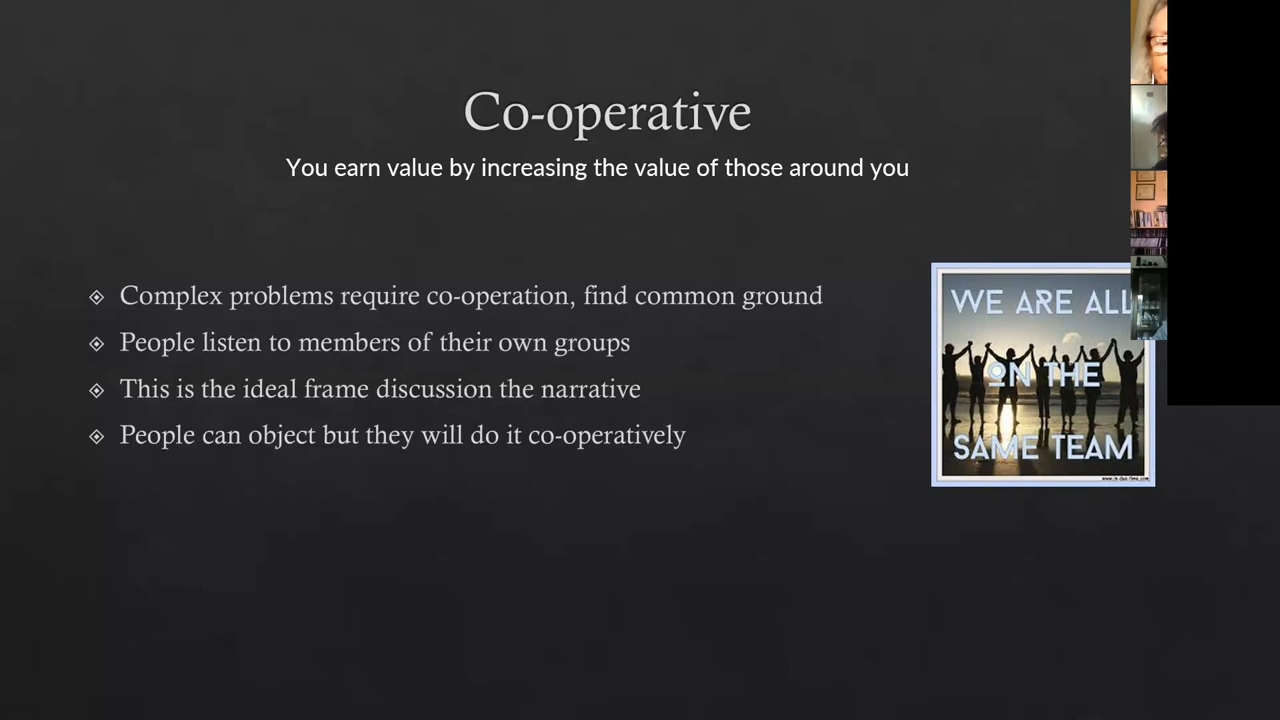 Co-operative
You earn value by increasing the value of those around you
Complex problems require co-operation, find common ground
People listen to members of their own groups
This is the ideal frame discussion the narrative
People can object but they will do it co-operatively
WE ARE ALL
ON THE
SAME TEAM